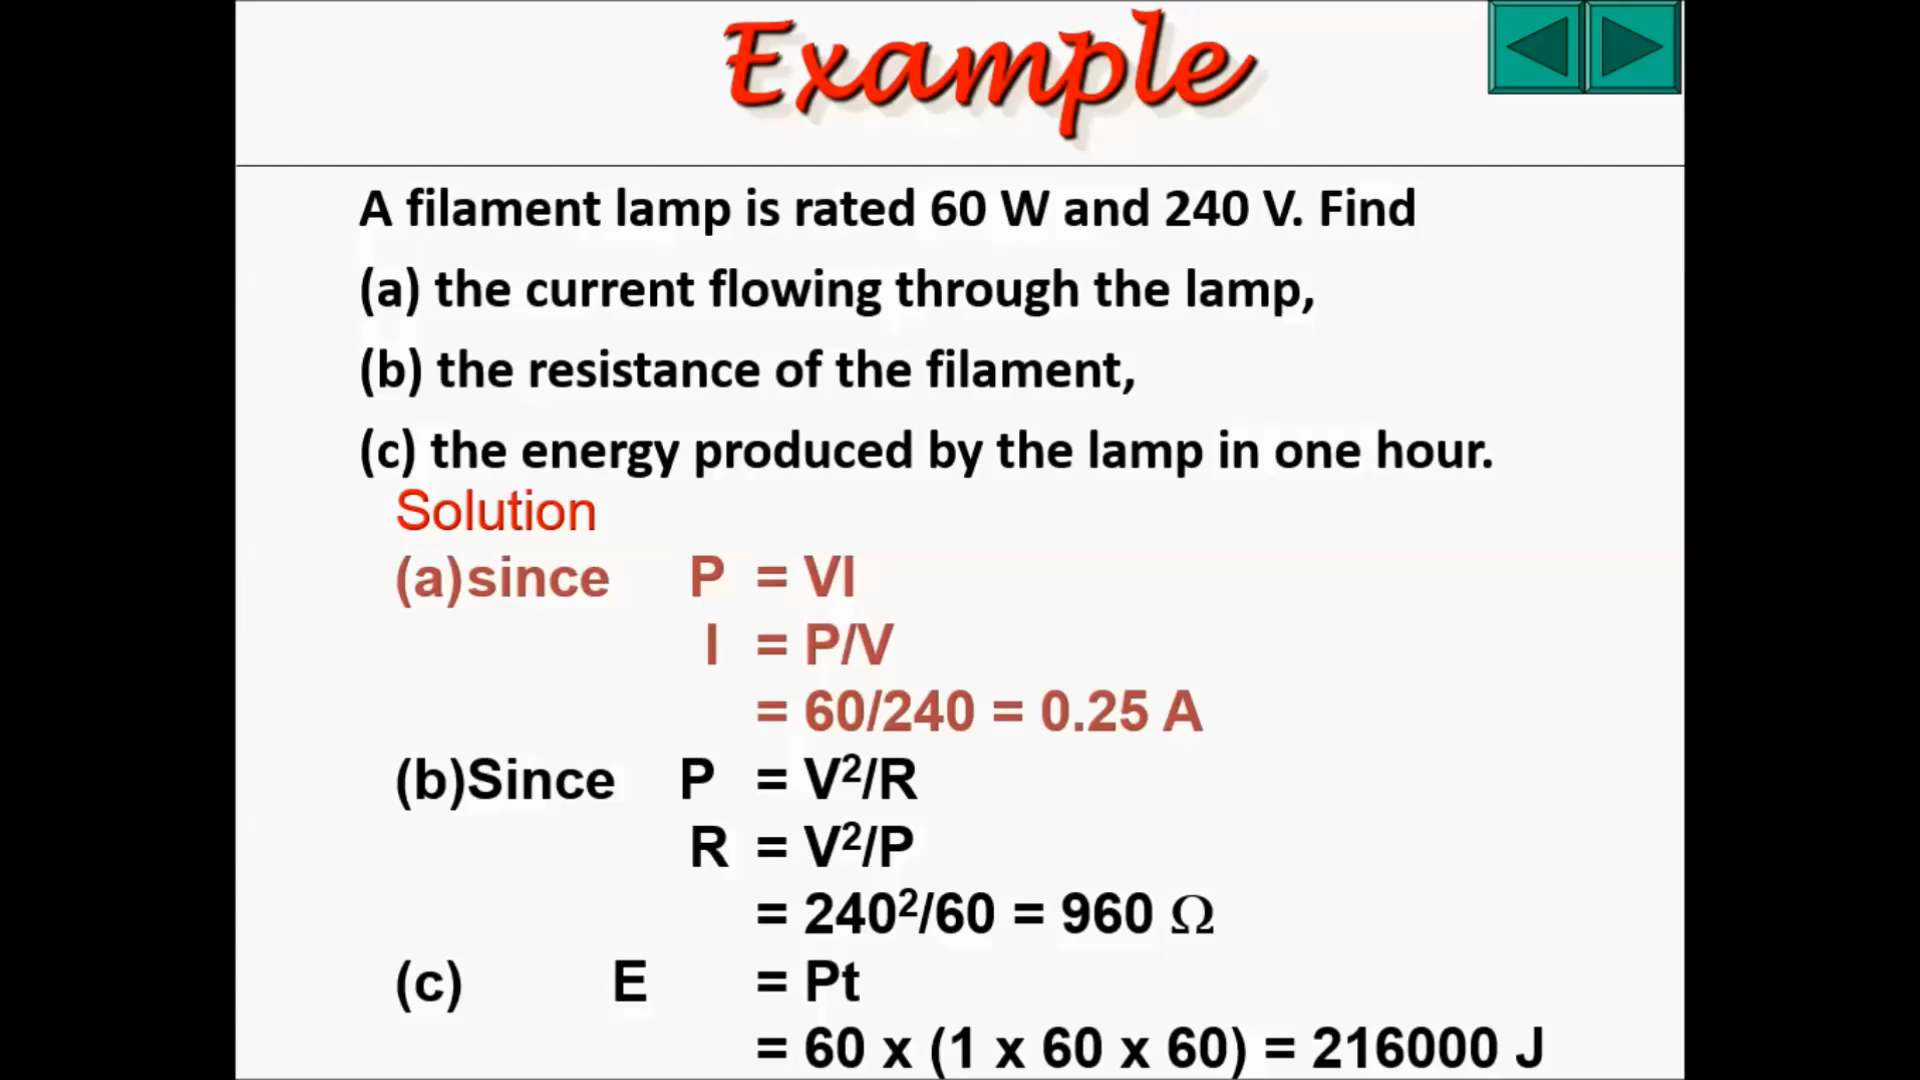 Example
A filament lamp is rated 60 W and 240 V. Find
(a) the current flowing through the lamp,
(b) the resistance of the filament,
(c) the energy produced by the lamp in one hour.
Solution
(a)since P = VI
I = P/V
= 60/240 = 0.25 A
(b)Since P = V²/R
R = V²/P
= 240²/60 = 960 Ω
(c) E = Pt
= 60 x (1 x 60 x 60) = 216000 J